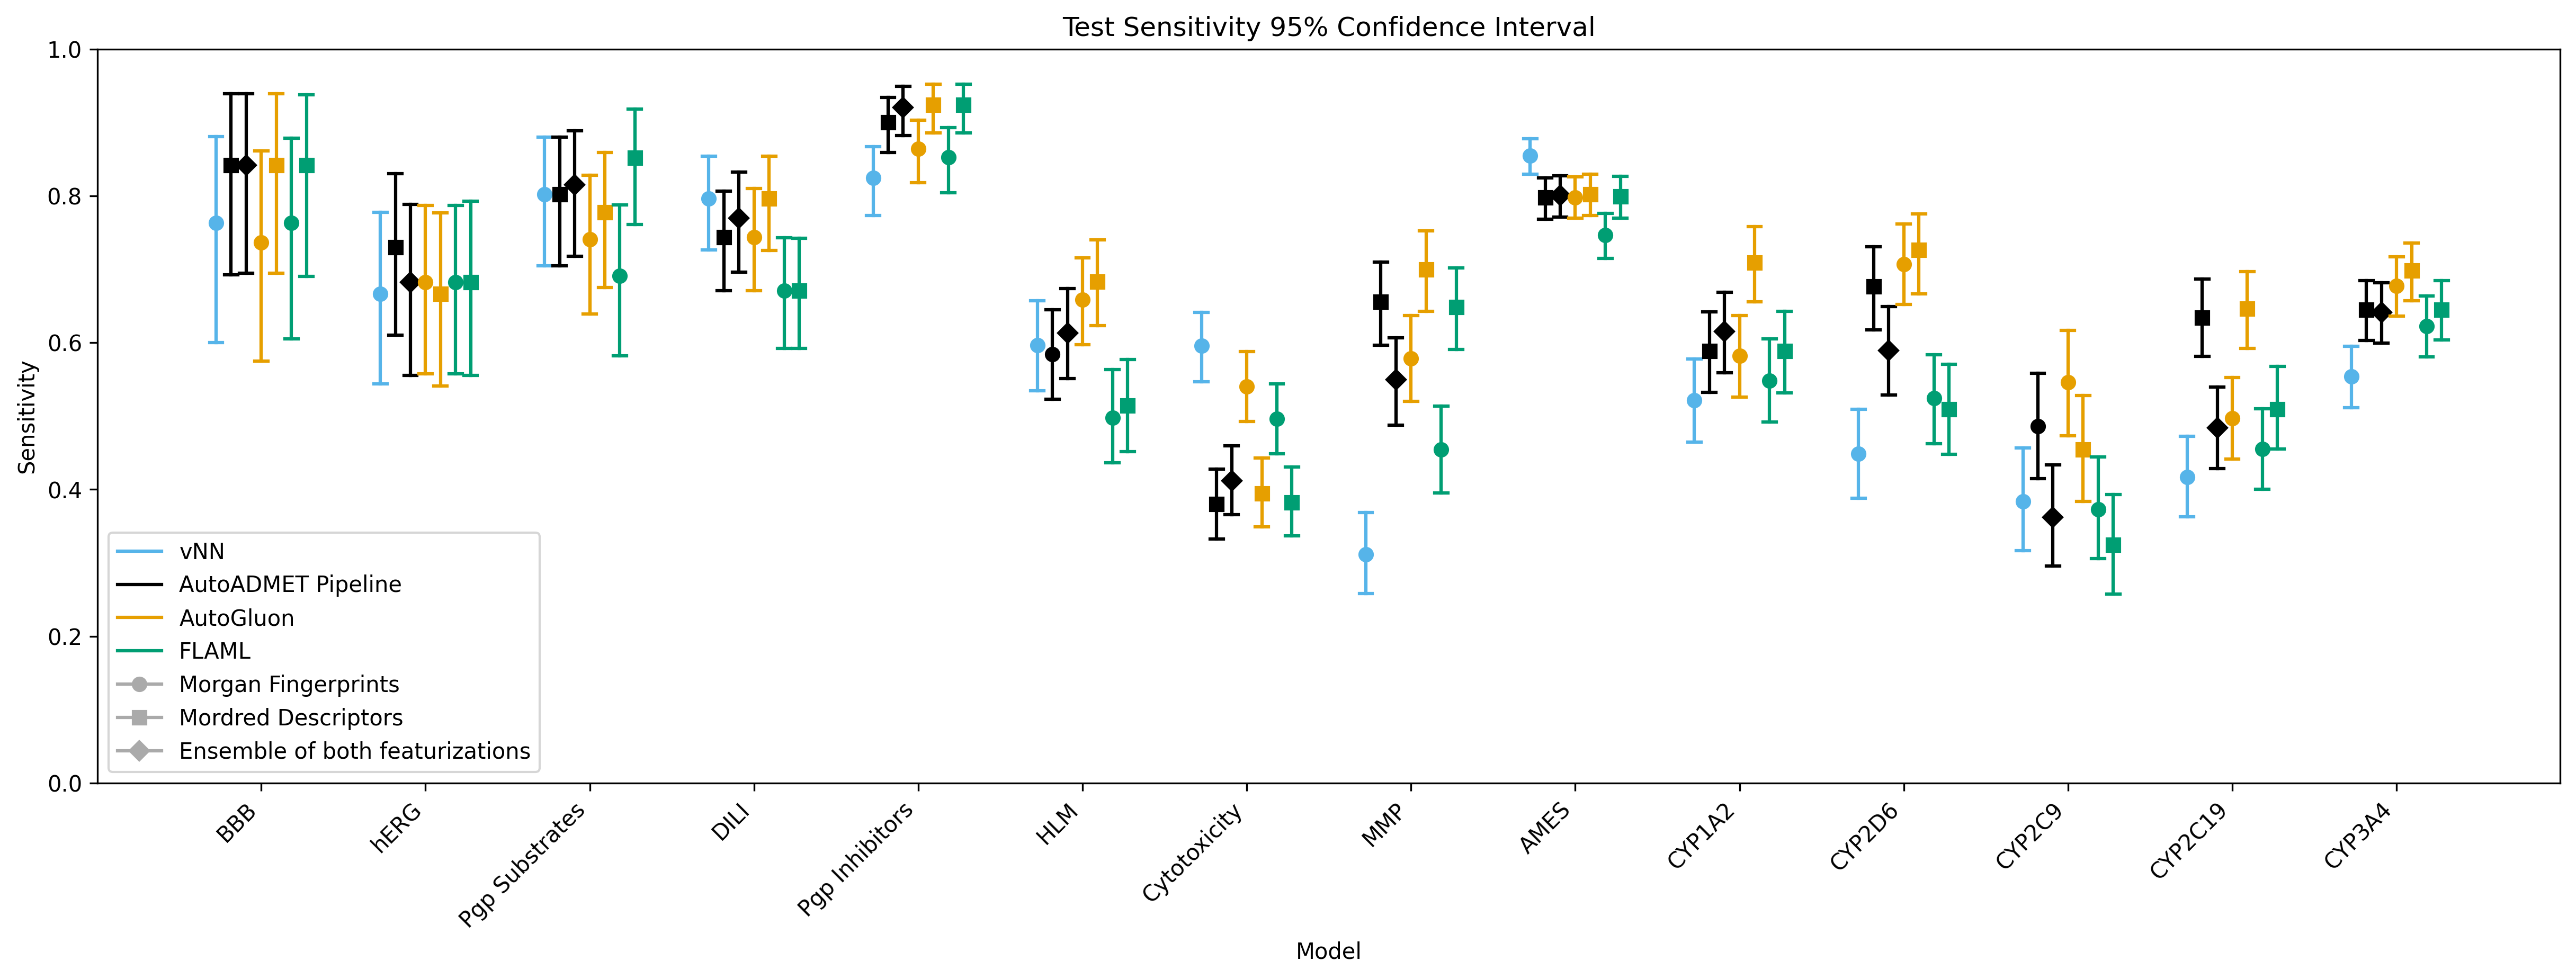 Test Sensitivity 95% Confidence Interval
1.0
0.8
0.6
0.4
0.2
0.0
Sensitivity
vNN
AutoADMET Pipeline
AutoGluon
FLAML
Morgan Fingerprints
Mordred Descriptors
Ensemble of both featurizations
BBB
hERG
Pgp Substrates
DILI
Pgp Inhibitors
HLM
Cytotoxicity
MMP
AMES
CYP1A2
CYP2D6
CYP2C9
CYP2C19
CYP3A4
Model